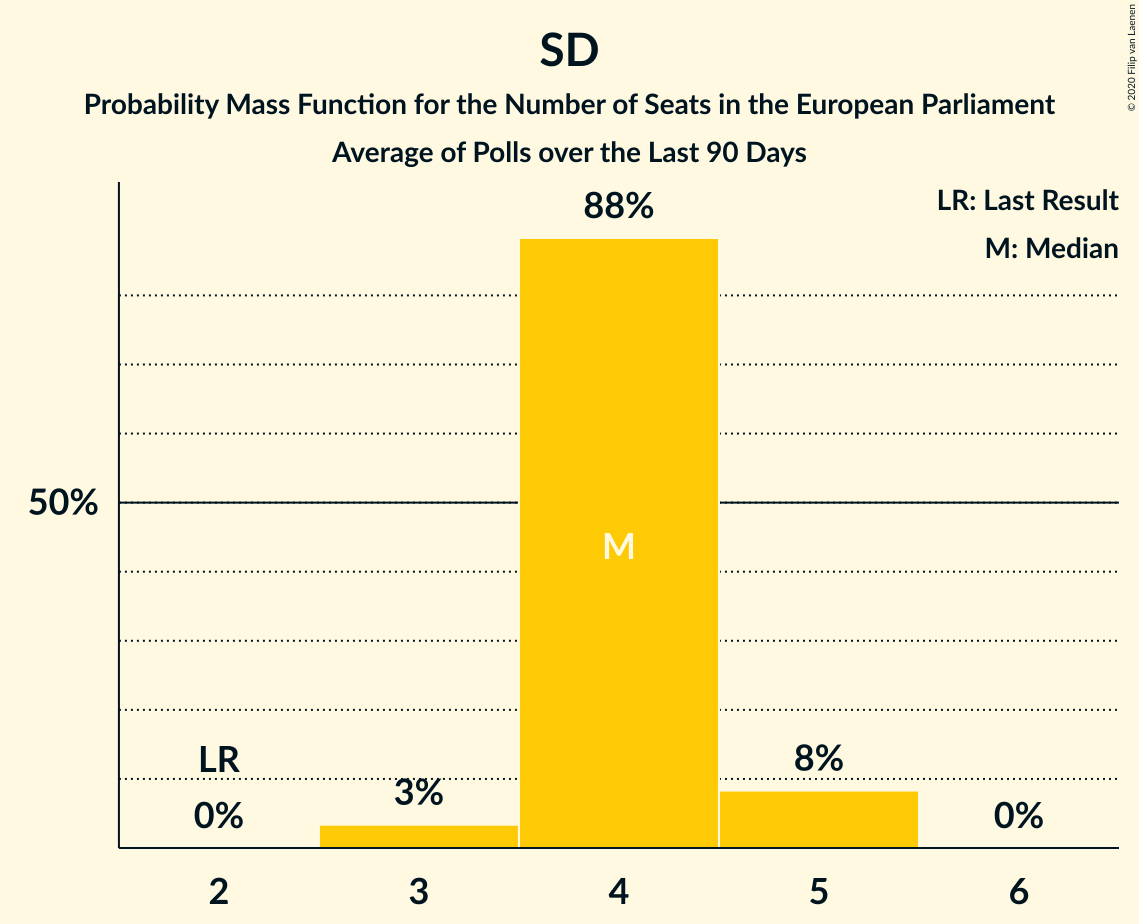 SD
Probability Mass Function for the Number of Seats in the European Parliament
Average of Polls over the Last 90 Days
© 2020 Filip van Laenen
LR: Last Result
M: Median
88%
50%
M
LR
0%
3%
8%
0%
2
3
4
5
6